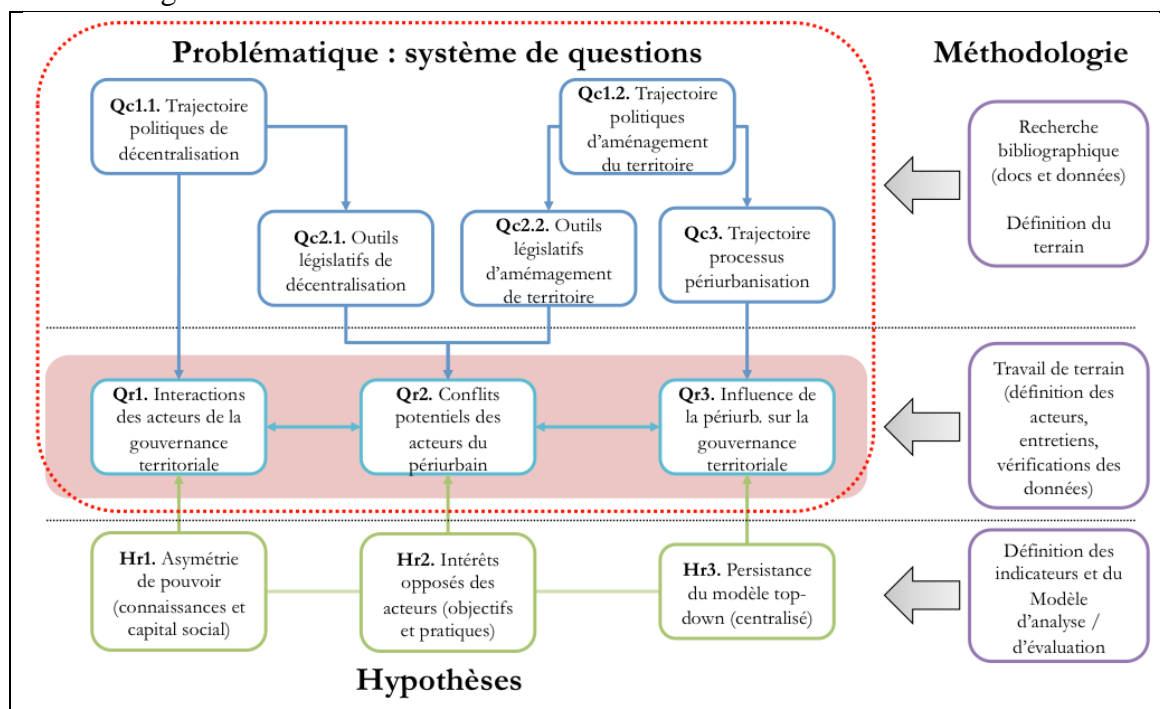 Problématique : système de questions
Méthodologie
Qc1.1. Trajectoire
politiques de
décentralisation
Qc1.2. Trajectoire
politiques
d’aménagement
du territoire
Recherche
bibliographique
(docs et données)
Définition du
terrain
Qc2.1. Outils
législatifs de
décentralisation
Qc2.2. Outils
législatifs
d’amémagement
de territoire
Qc3. Trajectoire
processus
périurbanisation
Qr1. Interactions
des acteurs de la
gouvernance
territoriale
Qr2. Conflits
potentiels des
acteurs du
périurbain
Qr3. Influence de
la périurb. sur la
gouvernance
territoriale
Travail de terrain
(définition des
acteurs,
entretiens,
vérifications des
données)
Hr1. Asymétrie
de pouvoir
(connaissances et
capital social)
Hr2. Intérêts
opposés des
acteurs (objectifs
et pratiques)
Hr3. Persistance
du modèle top-
down (centralisé)
Définition des
indicateurs et du
Modèle
d’analyse /
d’évaluation
Hypothèses